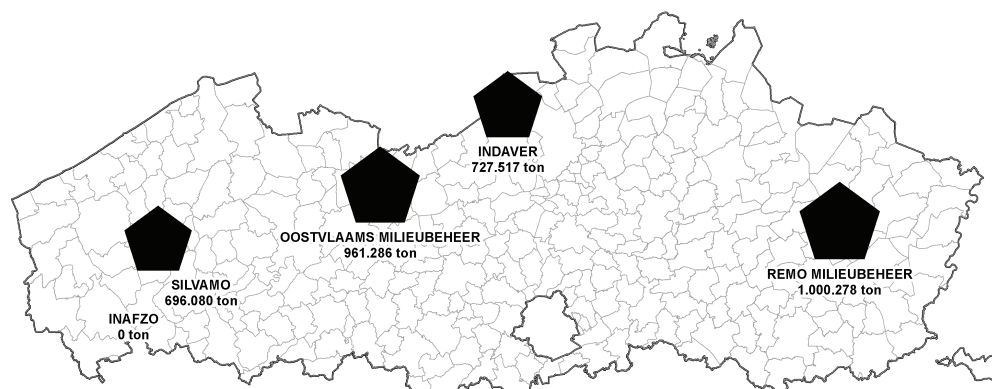 INDAVER
727.517 ton
OOSTVLAAMS MILIEUBEHEER
961.286 ton
REMO MILIEUBEHEER
1.000.278 ton
SILVAMO
696.080 ton
INAFZO
0 ton